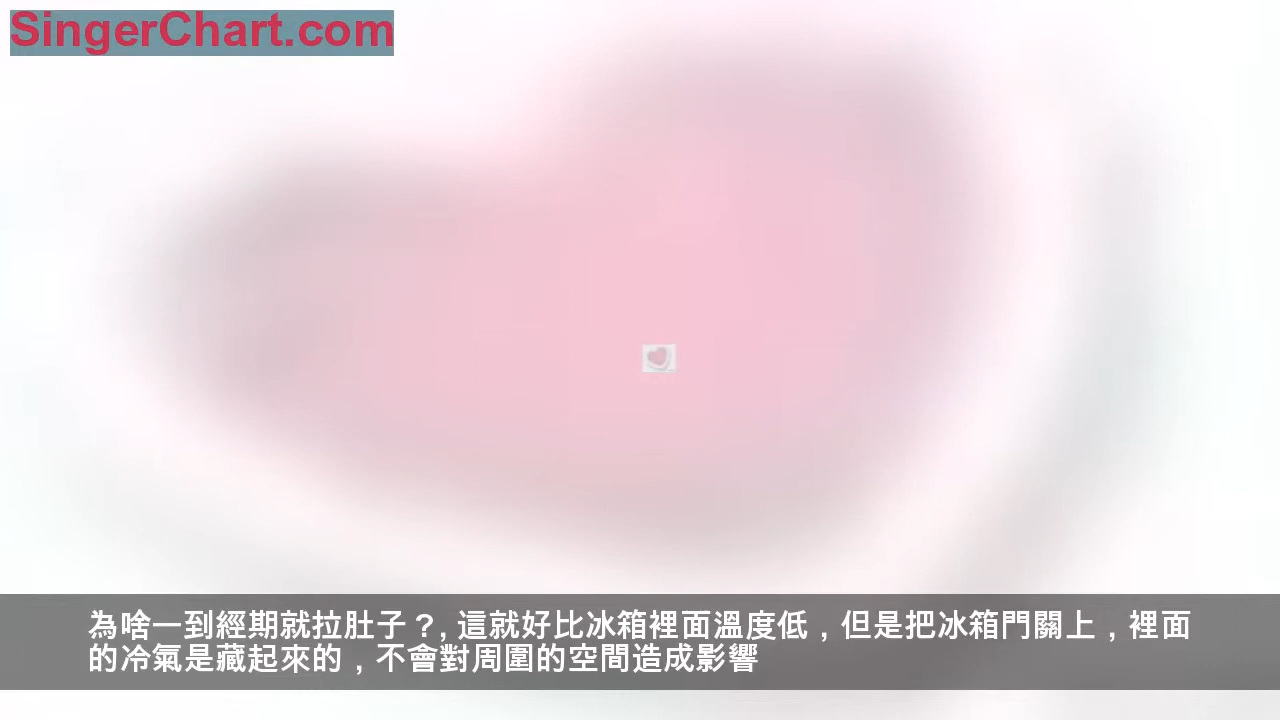 SingerChart.com
為啥一到經期就拉肚子？, 這就好比冰箱裡面溫度低，但是把冰箱門關上，裡面
的冷氣是藏起來的，不會對周圍的空間造成影響